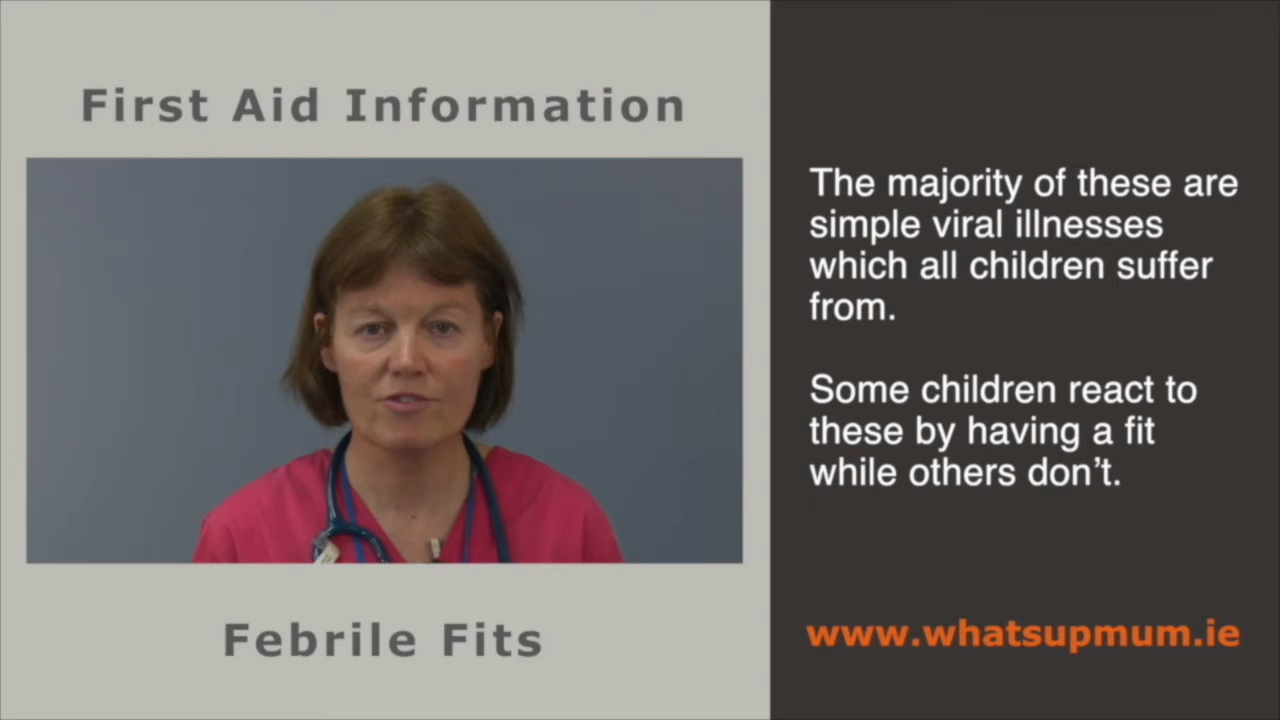 First Aid Information
The majority of these are
simple viral illnesses
which all children suffer
from.
Some children react to
these by having a fit
while others don't.
Febrile Fits
www.whatsupmum.ie